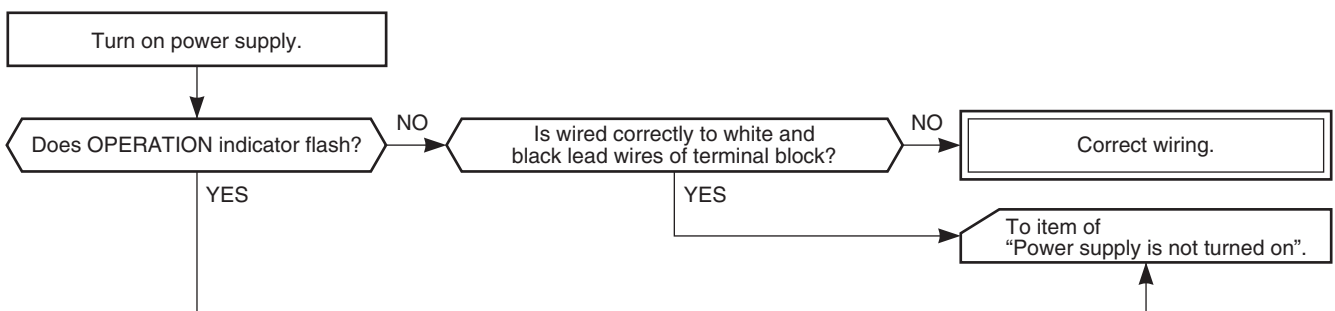 Turn on power supply.
Does OPERATION indicator flash?
NO
Is wired correctly to white and
black lead wires of terminal block?
NO
Correct wiring.
YES
YES
To item of
“Power supply is not turned on”.